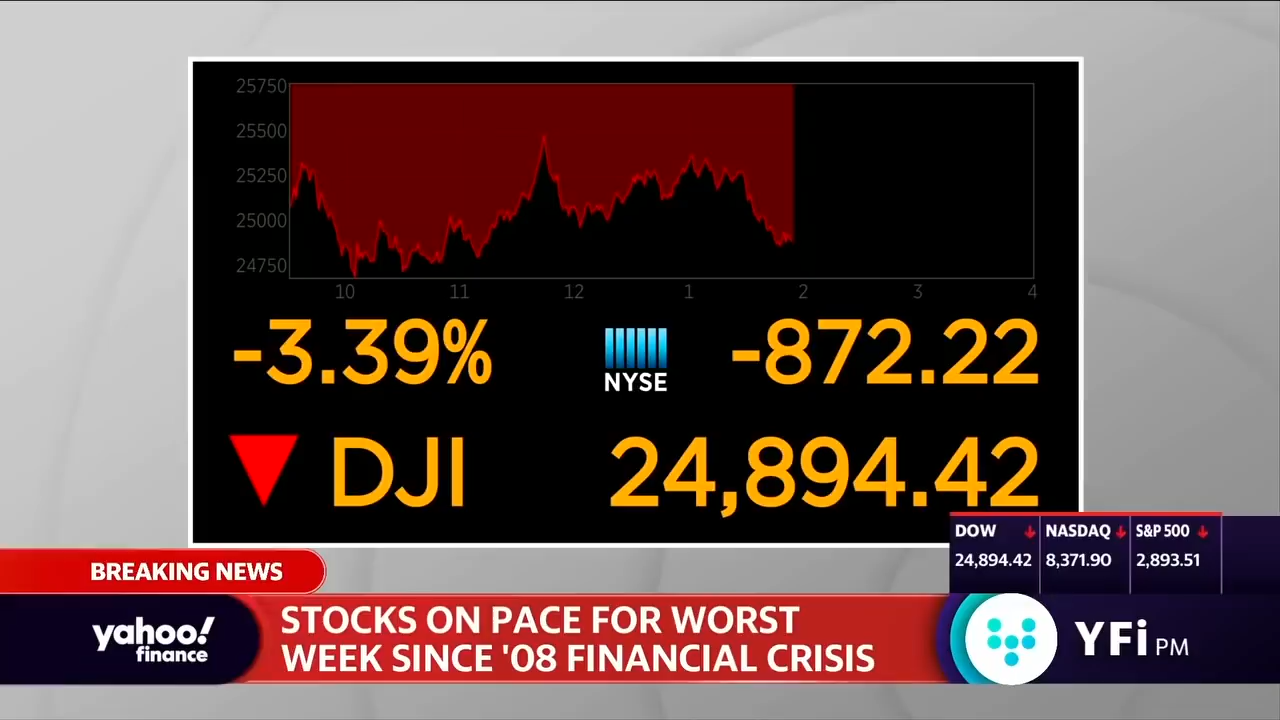 25750
25500
25250
25000
24750
10 11 12 1 2 3 4
-3.39% NYSE -872.22
DJI 24,894.42
DOW NASDAQ S&P 500
24,894.42 8,371.90 2,893.51
BREAKING NEWS
yahoo!
finance
STOCKS ON PACE FOR WORST
WEEK SINCE '08 FINANCIAL CRISIS
YFi PM